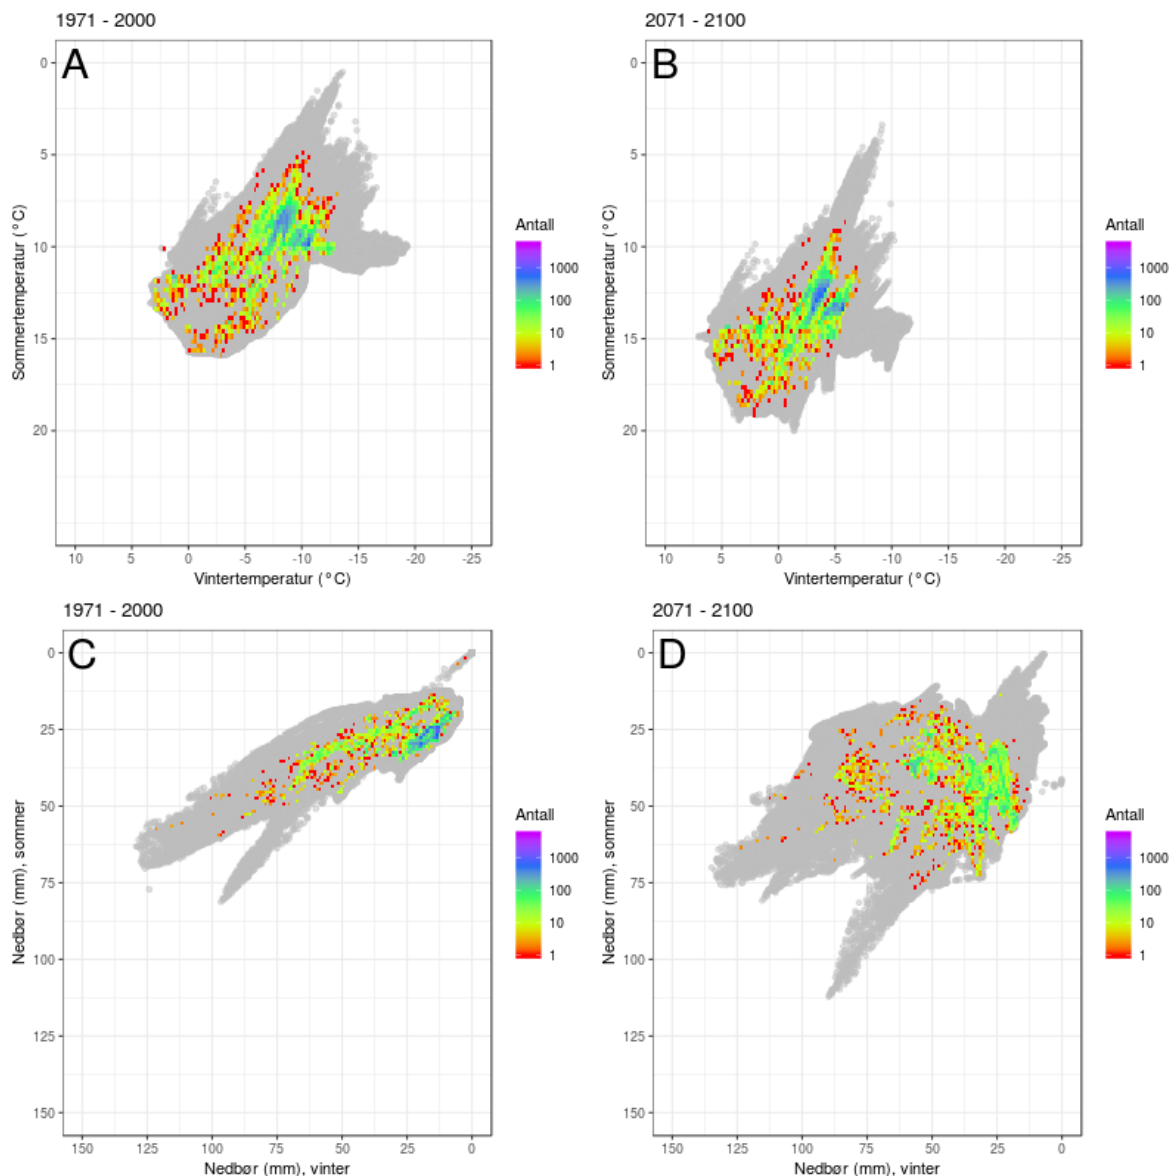 1971 - 2000
A
0
5
10
15
20
Sommertemperatur (°C)
10 5 0 -5 -10 -15 -20 -25
Vintertemperatur (°C)
Antall
1000
100
10
1
2071 - 2100
B
0
5
10
15
20
Sommertemperatur (°C)
10 5 0 -5 -10 -15 -20 -25
Vintertemperatur (°C)
Antall
1000
100
10
1
1971 - 2000
C
0
25
50
75
100
125
150
Nedbør (mm), sommer
150 125 100 75 50 25 0
Nedbør (mm), vinter
Antall
1000
100
10
1
2071 - 2100
D
0
25
50
75
100
125
150
Nedbør (mm), sommer
150 125 100 75 50 25 0
Nedbør (mm), vinter
Antall
1000
100
10
1